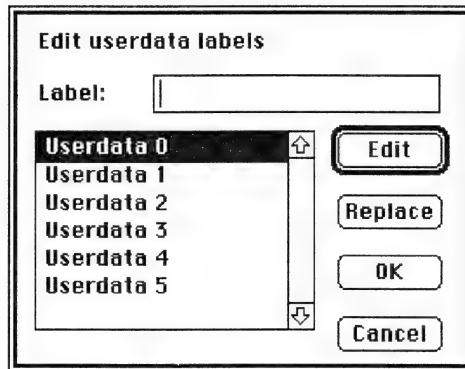 Edit userdata labels
Label:
Userdata 0
Userdata 1
Userdata 2
Userdata 3
Userdata 4
Userdata 5
Edit
Replace
OK
Cancel